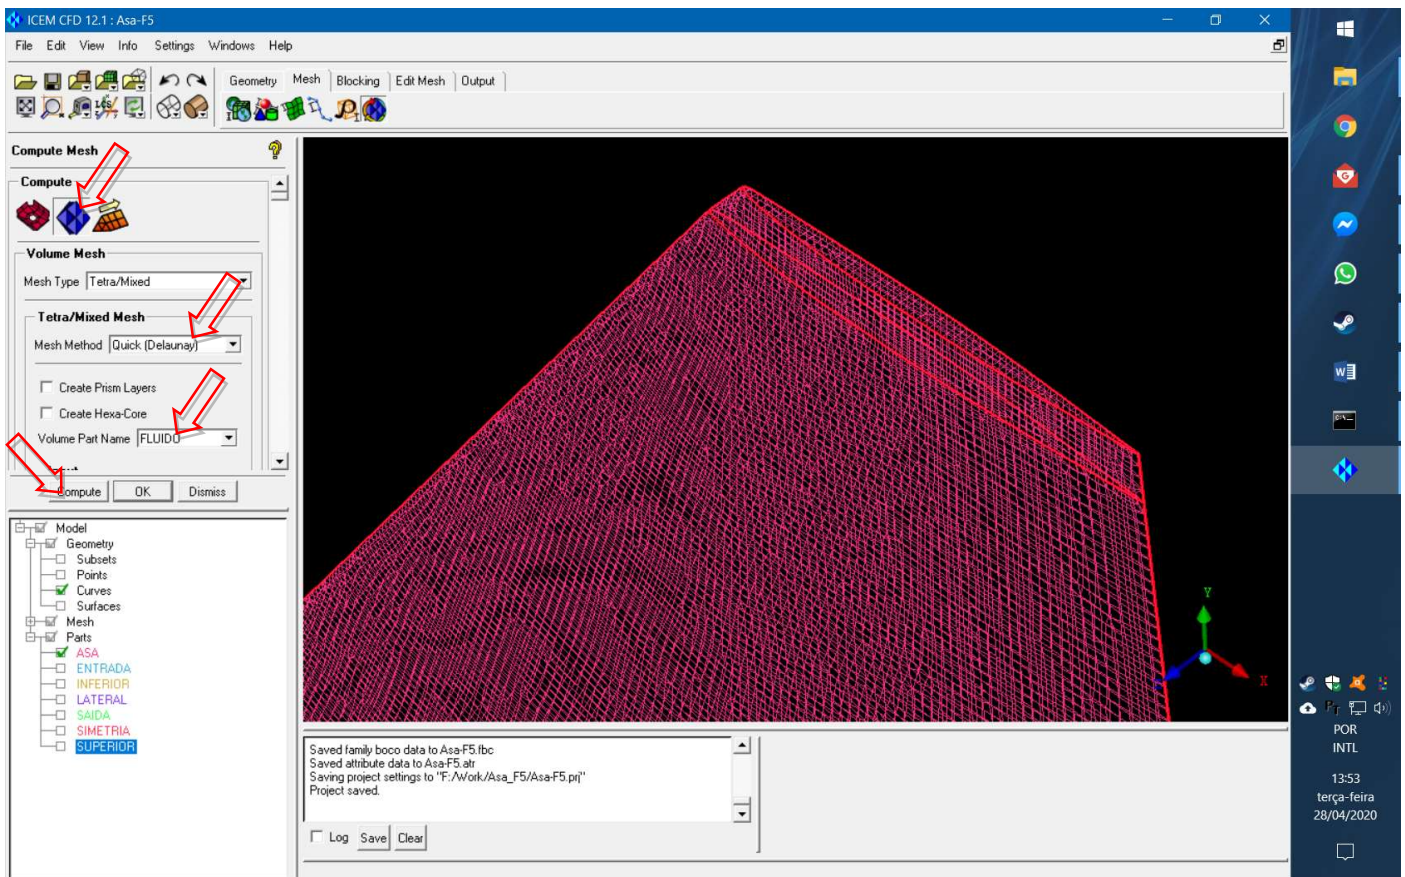 ICEM CFD 12.1 : Asa-F5
File Edit View Info Settings Windows Help
Geometry Mesh Blocking Edit Mesh Output
Compute Mesh
Compute
Volume Mesh
Mesh Type Tetra/Mixed
Tetra/Mixed Mesh
Mesh Method Quick (Delaunay)
Create Prism Layers
Create Hexa-Core
Volume Part Name FLUIDO
Compute OK Dismiss
Model
Geometry
Subsets
Points
Curves
Surfaces
Mesh
Parts
ASA
ENTRADA
INFERIOR
LATERAL
SAIDA
SIMETRIA
SUPERIOR
Y
X
Saved family boco data to Asa-F5.fbc
Saved attribute data to Asa-F5.atr
Saving project settings to "F:/Work/Asa_F5/Asa-F5.prj"
Project saved.
Log Save Clear
POR
INTL
13:53
terça-feira
28/04/2020